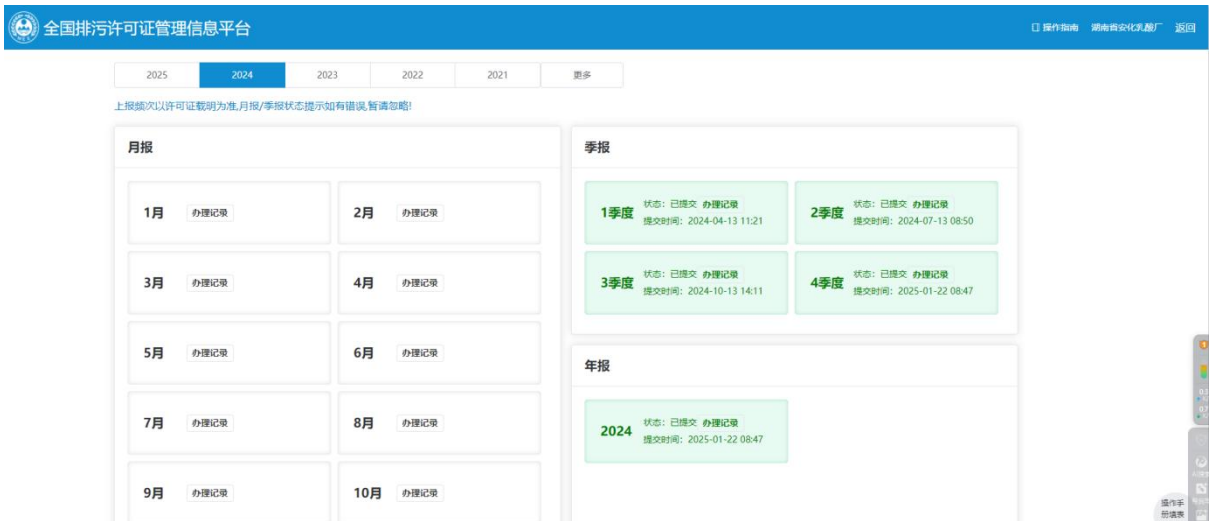 全国排污许可证管理信息平台
操作指南 湖南省安化乳酸厂 返回
2025 2024 2023 2022 2021 更多
上报频次以许可证载明为准,月报/季报状态提示如有错误,暂请忽略!
月报
1月 办理记录 2月 办理记录
3月 办理记录 4月 办理记录
5月 办理记录 6月 办理记录
7月 办理记录 8月 办理记录
9月 办理记录 10月 办理记录
季报
1季度 状态：已提交 办理记录
提交时间：2024-04-13 11:21
2季度 状态：已提交 办理记录
提交时间：2024-07-13 08:50
3季度 状态：已提交 办理记录
提交时间：2024-10-13 14:11
4季度 状态：已提交 办理记录
提交时间：2025-01-22 08:47
年报
2024 状态：已提交 办理记录
提交时间：2025-01-22 08:47
操作手
册填表